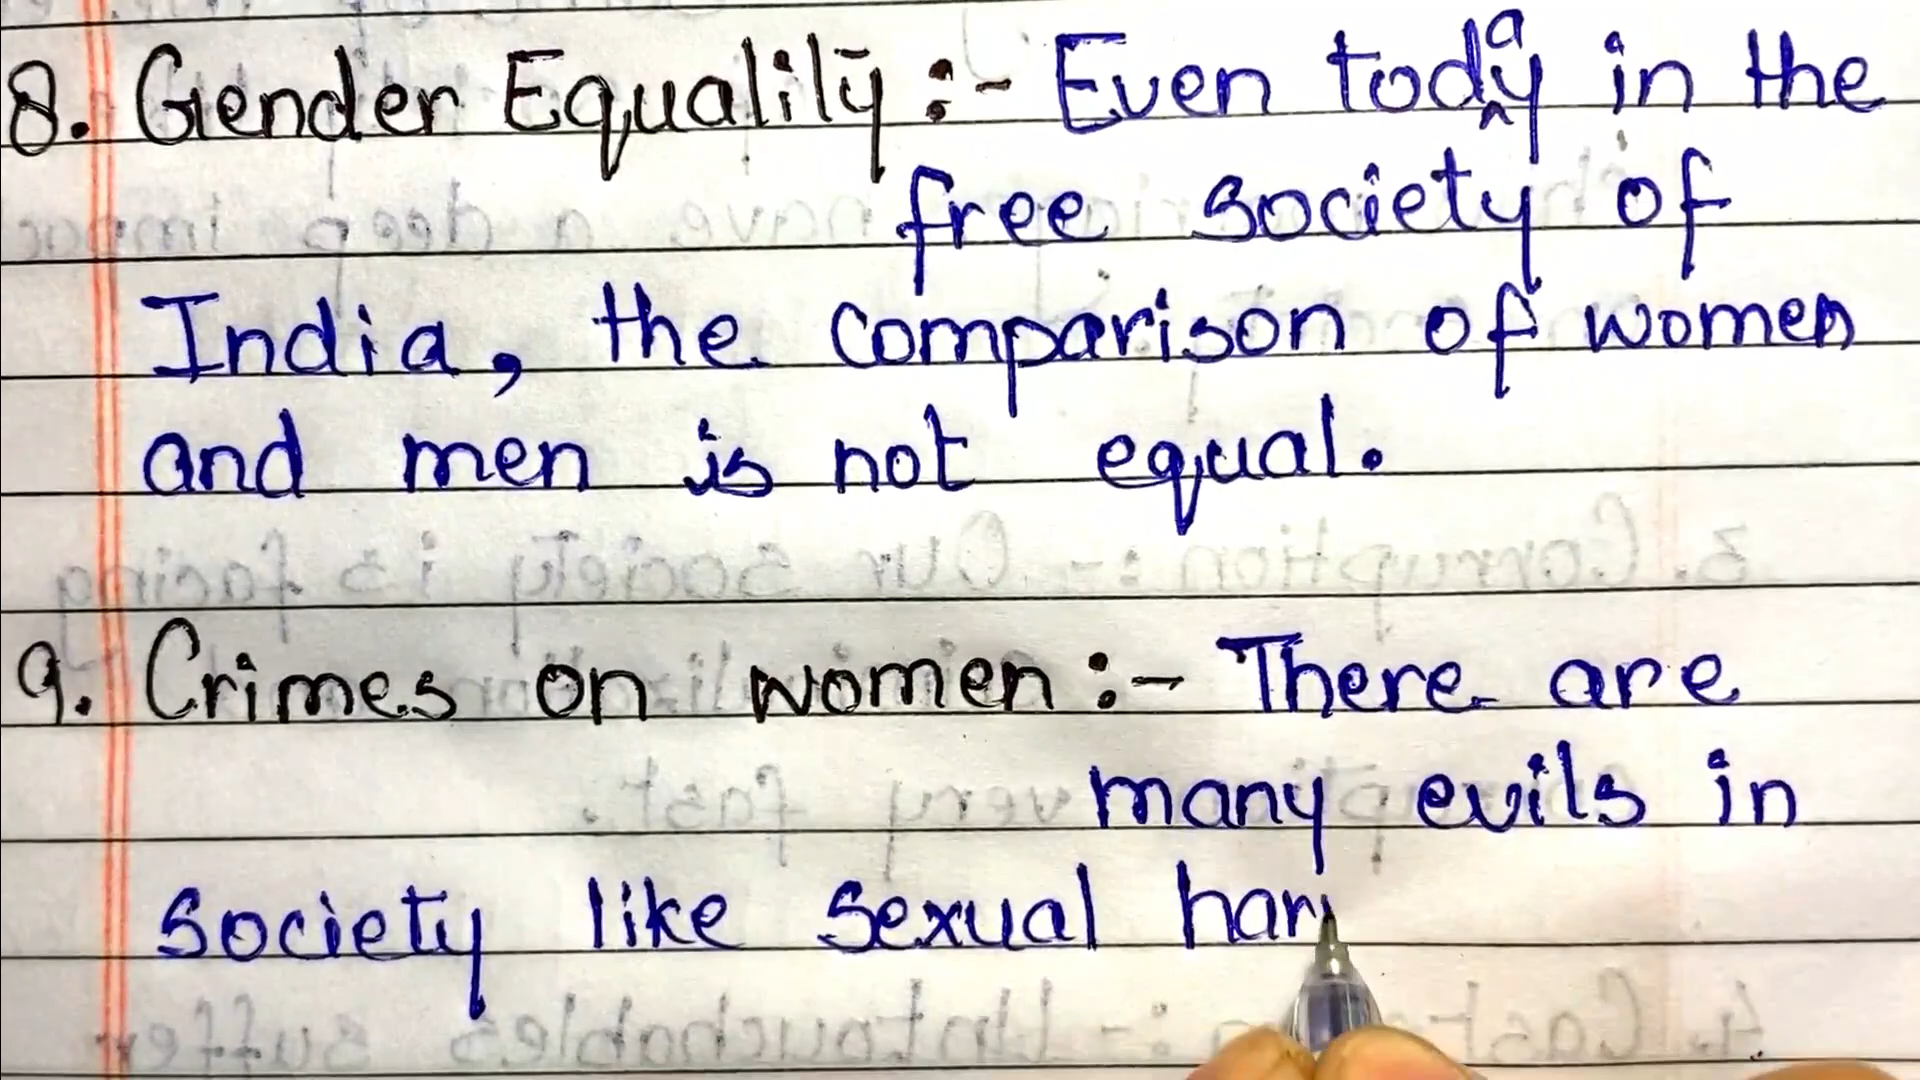 8. Gender Equality :- Even today in the
free society of
India, the comparison of women
and men is not equal.
9. Crimes on women :- There are
many evils in
society like sexual har